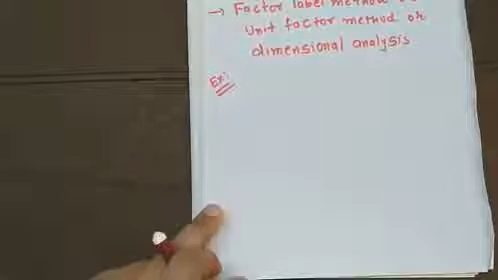 → Factor label method
Unit factor method or
dimensional analysis
Ex: